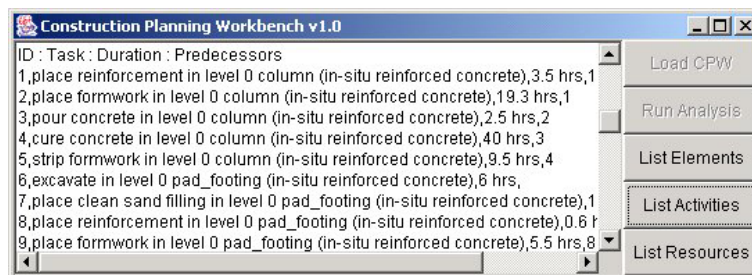 Construction Planning Workbench v1.0
ID : Task : Duration : Predecessors
1,place reinforcement in level 0 column (in-situ reinforced concrete),3.5 hrs,1
2,place formwork in level 0 column (in-situ reinforced concrete),19.3 hrs,1
3,pour concrete in level 0 column (in-situ reinforced concrete),2.5 hrs,2
4,cure concrete in level 0 column (in-situ reinforced concrete),40 hrs,3
5,strip formwork in level 0 column (in-situ reinforced concrete),9.5 hrs,4
6,excavate in level 0 pad_footing (in-situ reinforced concrete),6 hrs,
7,place clean sand filling in level 0 pad_footing (in-situ reinforced concrete),1
8,place reinforcement in level 0 pad_footing (in-situ reinforced concrete),0.6 h
9,place formwork in level 0 pad_footing (in-situ reinforced concrete),5.5 hrs,8
Load CPW
Run Analysis
List Elements
List Activities
List Resources